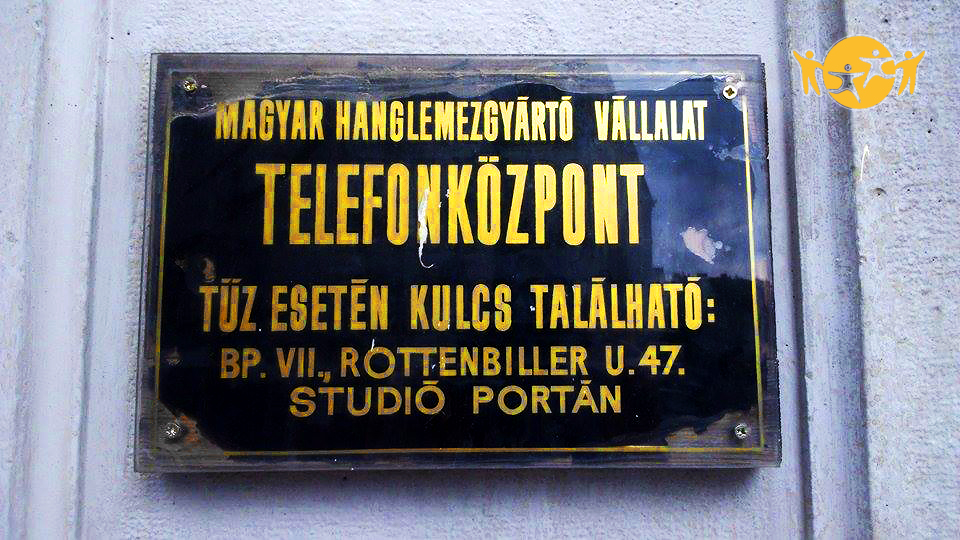 MAGYAR HANGLEMEZGYÁRTÓ VÁLLALAT
TELEFONKÖZPONT
TŰZ ESETÉN KULCS TALÁLHATÓ:
BP. VII., ROTTENBILLER U. 47.
STUDIÓ PORTÁN